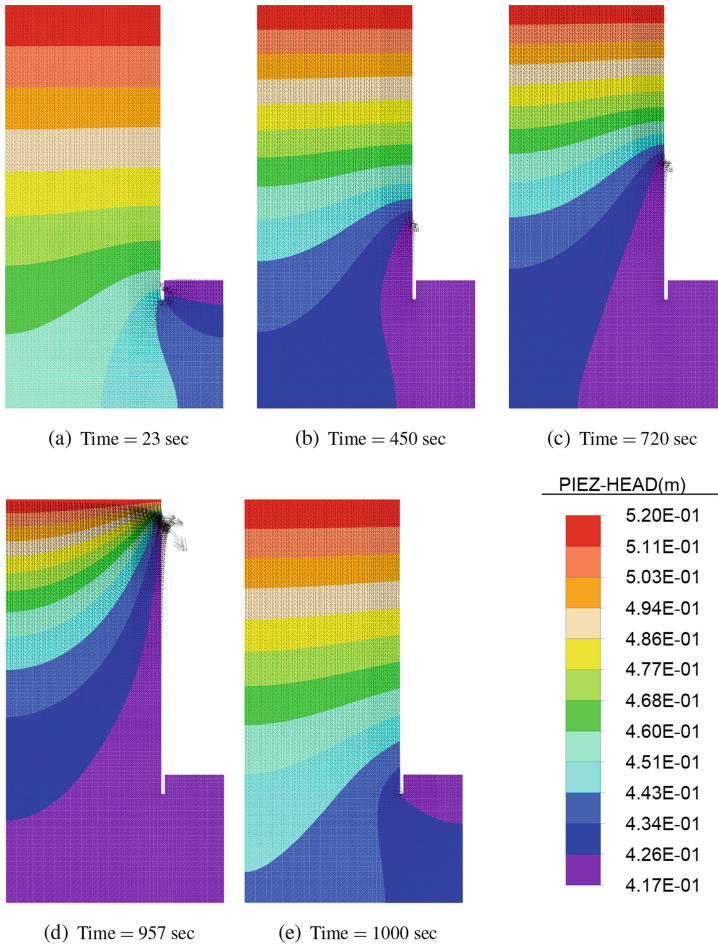 (a) Time = 23 sec
(b) Time = 450 sec
(c) Time = 720 sec
PIEZ-HEAD(m)
5.20E-01
5.11E-01
5.03E-01
4.94E-01
4.86E-01
4.77E-01
4.68E-01
4.60E-01
4.51E-01
4.43E-01
4.34E-01
4.26E-01
4.17E-01
(d) Time = 957 sec
(e) Time = 1000 sec